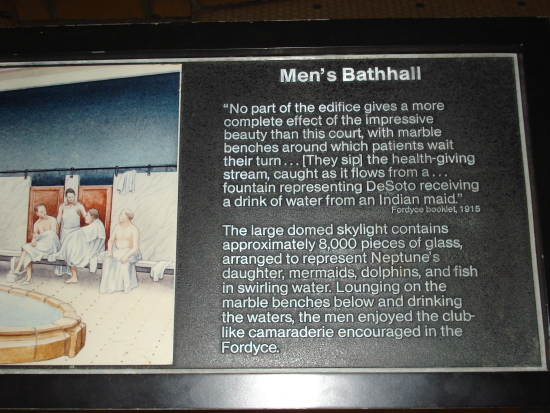 Men's Bathhall
"No part of the edifice gives a more
complete effect of the impressive
beauty than this court, with marble
benches around which patients wait
their turn... [They sip] the health-giving
stream, caught as it flows from a...
fountain representing DeSoto receiving
a drink of water from an Indian maid."
Fordyce booklet, 1915
The large domed skylight contains
approximately 8,000 pieces of glass,
arranged to represent Neptune's
daughter, mermaids, dolphins, and fish
in swirling water. Lounging on the
marble benches below and drinking
the waters, the men enjoyed the club-
like camaraderie encouraged in the
Fordyce.